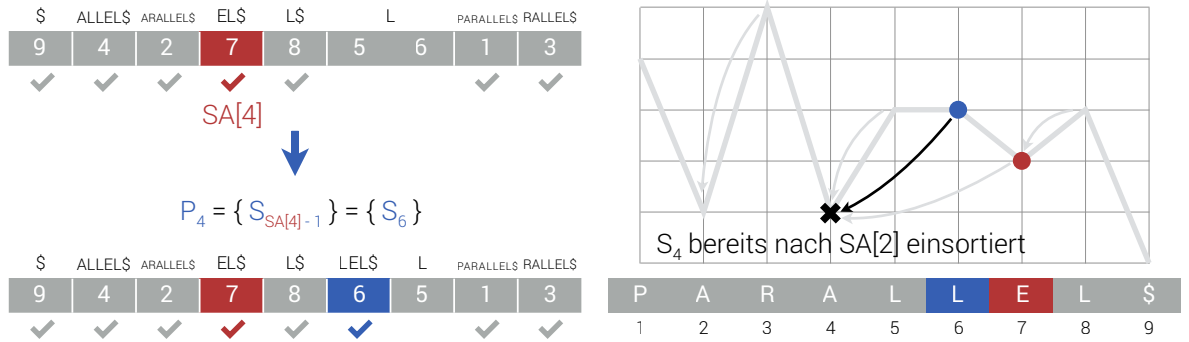 $ ALLEL$ ARALLEL$ EL$ L$ L PARALLEL$ RALLEL$
9 4 2 7 8 5 6 1 3
SA[4]
P4 = { SSA[4] - 1 } = { S6 }
$ ALLEL$ ARALLEL$ EL$ L$ LEL$ L PARALLEL$ RALLEL$
9 4 2 7 8 6 5 1 3
S4 bereits nach SA[2] einsortiert
P A R A L L E L $
1 2 3 4 5 6 7 8 9